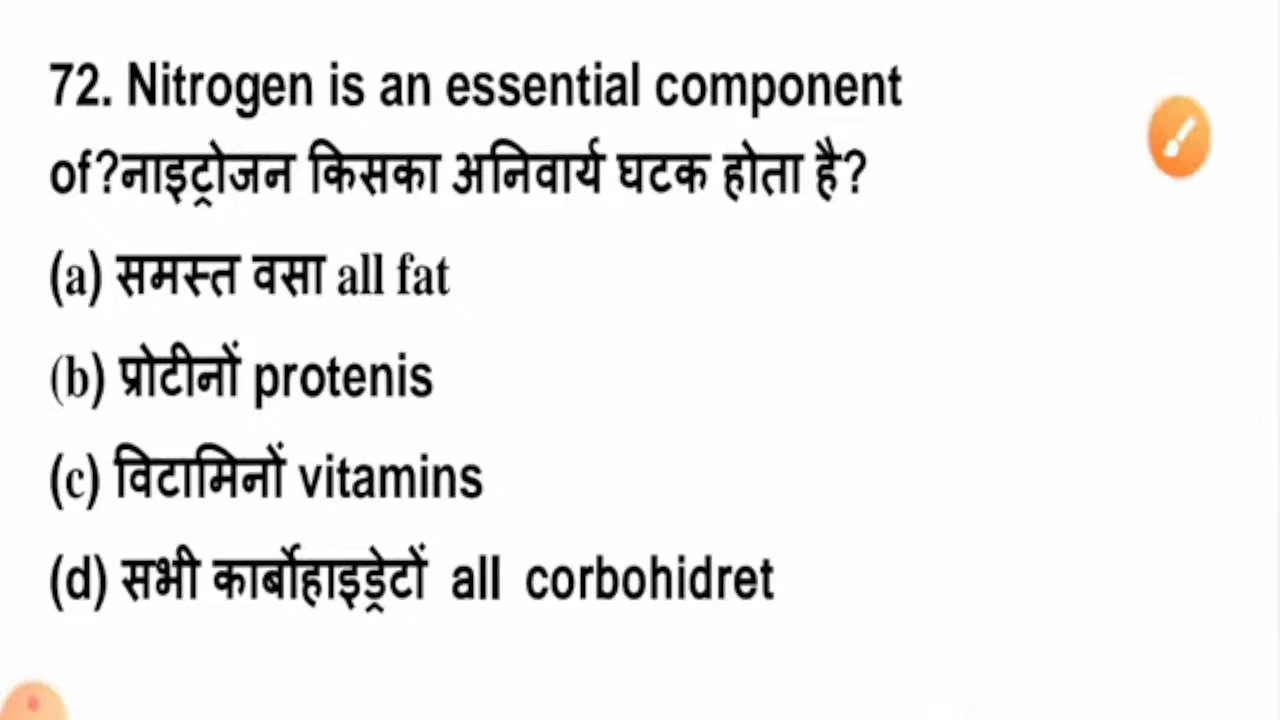 72. Nitrogen is an essential component
of?नाइट्रोजन किसका अनिवार्य घटक होता है?
(a) समस्त वसा all fat
(b) प्रोटीनों protenis
(c) विटामिनों vitamins
(d) सभी कार्बोहाइड्रेटों all corbohidret